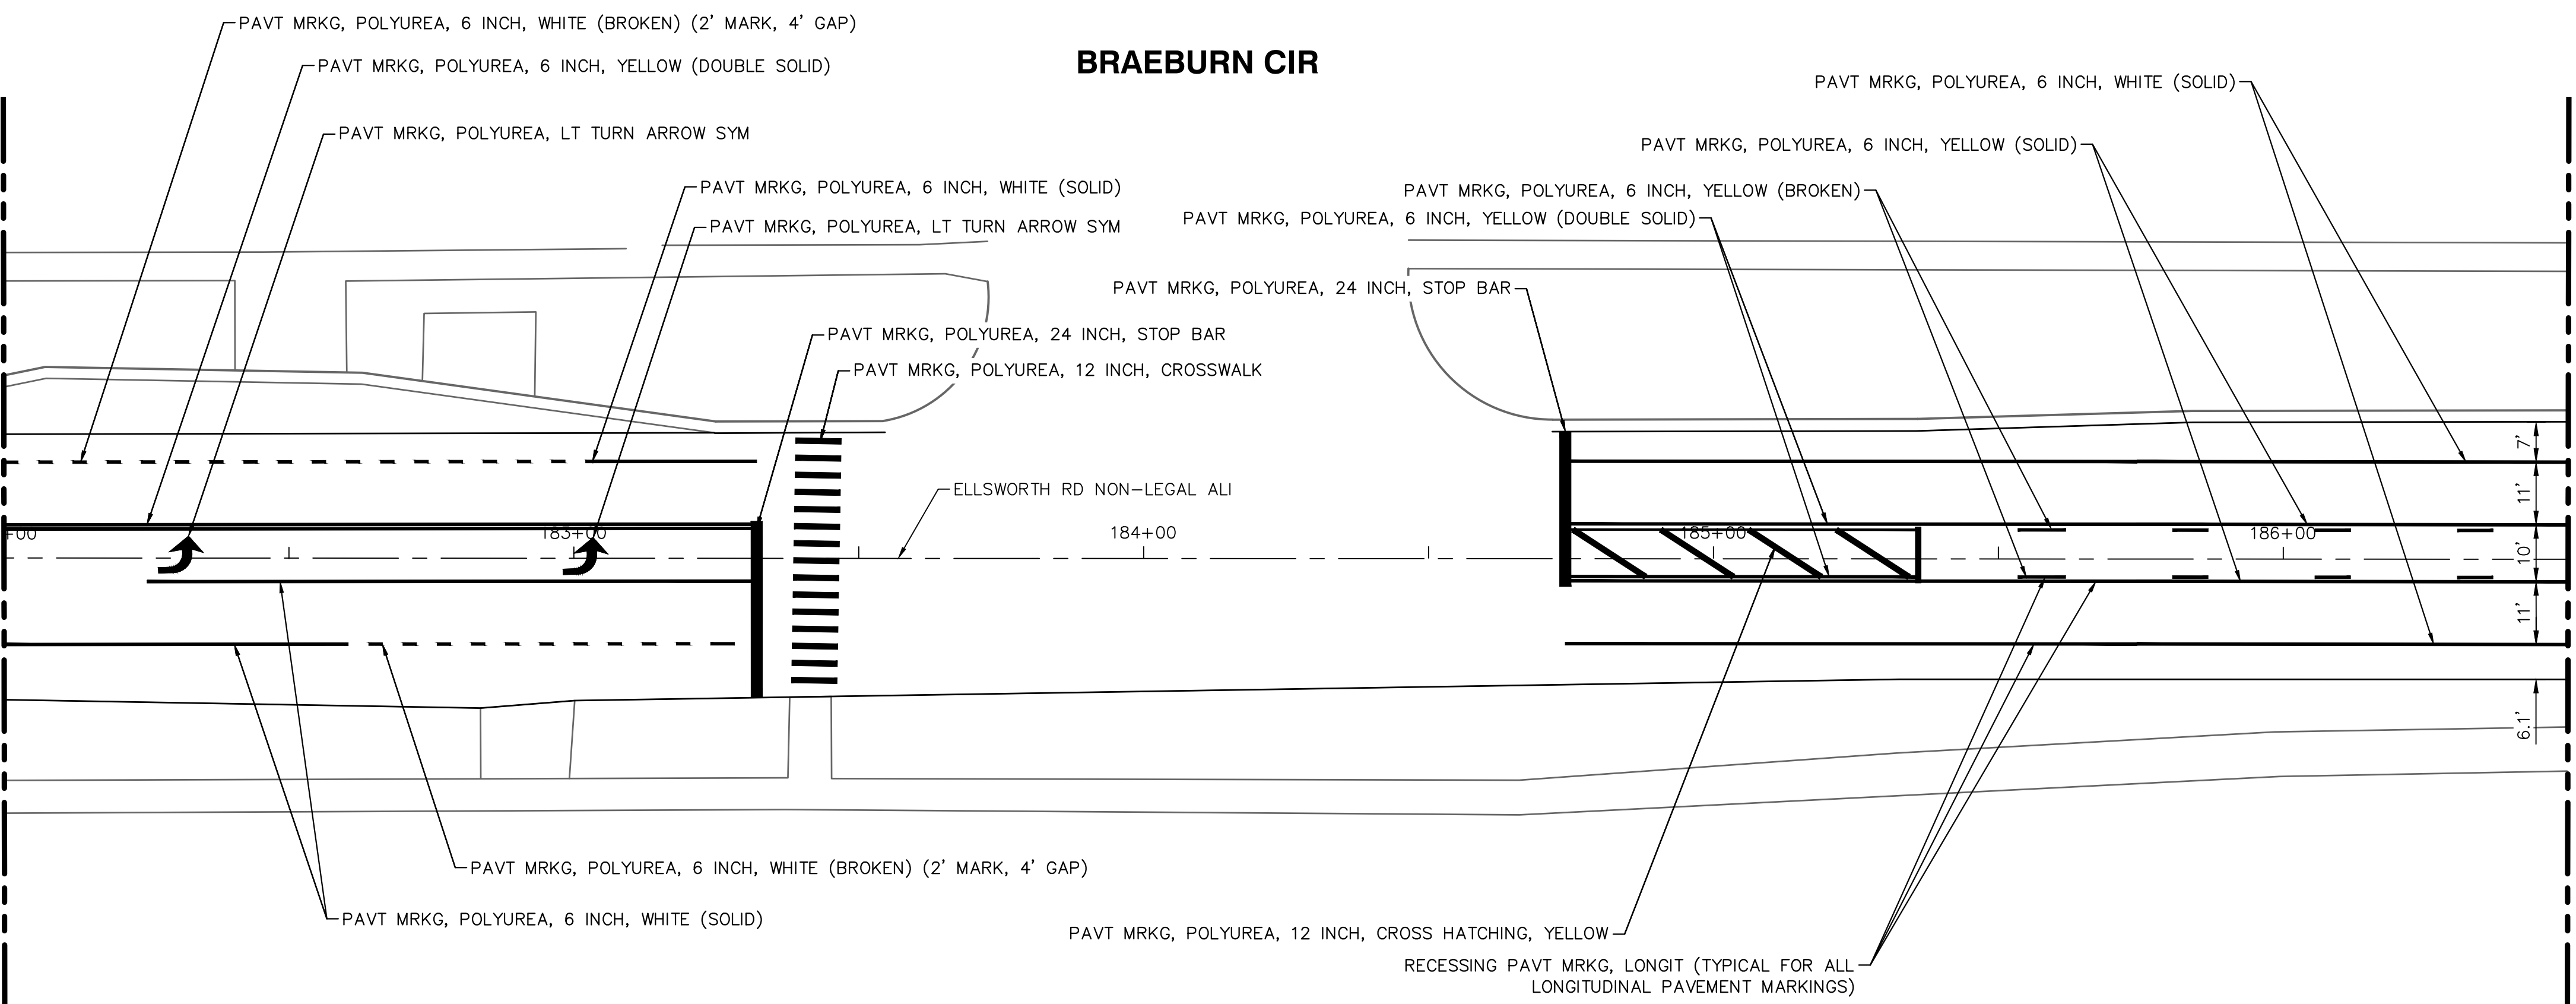 PAVT MRKG, POLYUREA, 6 INCH, WHITE (BROKEN) (2' MARK, 4' GAP)
BRAEBURN CIR
PAVT MRKG, POLYUREA, 6 INCH, YELLOW (DOUBLE SOLID)
PAVT MRKG, POLYUREA, 6 INCH, WHITE (SOLID)
PAVT MRKG, POLYUREA, LT TURN ARROW SYM
PAVT MRKG, POLYUREA, 6 INCH, YELLOW (SOLID)
PAVT MRKG, POLYUREA, 6 INCH, WHITE (SOLID)
PAVT MRKG, POLYUREA, 6 INCH, YELLOW (BROKEN)
PAVT MRKG, POLYUREA, LT TURN ARROW SYM
PAVT MRKG, POLYUREA, 6 INCH, YELLOW (DOUBLE SOLID)
PAVT MRKG, POLYUREA, 24 INCH, STOP BAR
PAVT MRKG, POLYUREA, 24 INCH, STOP BAR
PAVT MRKG, POLYUREA, 12 INCH, CROSSWALK
7'
ELLSWORTH RD NON-LEGAL ALI
11'
+00
183+00
184+00
185+00
186+00
10'
11'
6.1'
PAVT MRKG, POLYUREA, 6 INCH, WHITE (BROKEN) (2' MARK, 4' GAP)
PAVT MRKG, POLYUREA, 6 INCH, WHITE (SOLID)
PAVT MRKG, POLYUREA, 12 INCH, CROSS HATCHING, YELLOW
RECESSING PAVT MRKG, LONGIT (TYPICAL FOR ALL
LONGITUDINAL PAVEMENT MARKINGS)